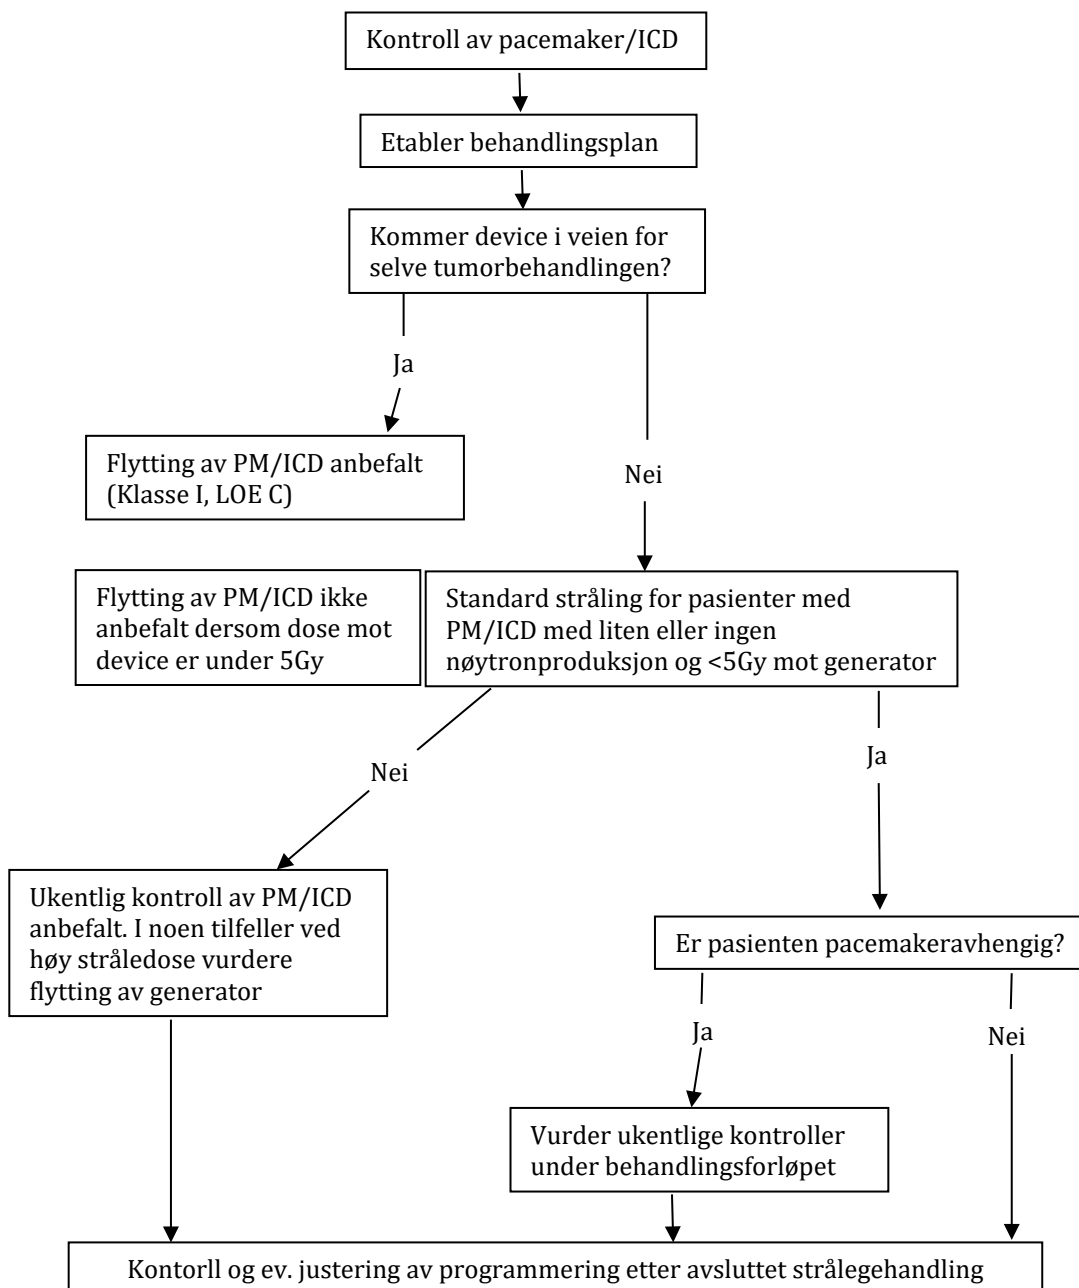 Kontroll av pacemaker/ICD
Etabler behandlingsplan
Kommer device i veien for
selve tumorbehandlingen?
Ja
Flytting av PM/ICD anbefalt
(Klasse I, LOE C)
Nei
Flytting av PM/ICD ikke
anbefalt dersom dose mot
device er under 5Gy
Standard stråling for pasienter med
PM/ICD med liten eller ingen
nøytronproduksjon og <5Gy mot generator
Nei
Ja
Ukentlig kontroll av PM/ICD
anbefalt. I noen tilfeller ved
høy stråledose vurdere
flytting av generator
Er pasienten pacemakeravhengig?
Ja
Nei
Vurder ukentlige kontroller
under behandlingsforløpet
Kontorll og ev. justering av programmering etter avsluttet strålegehandling